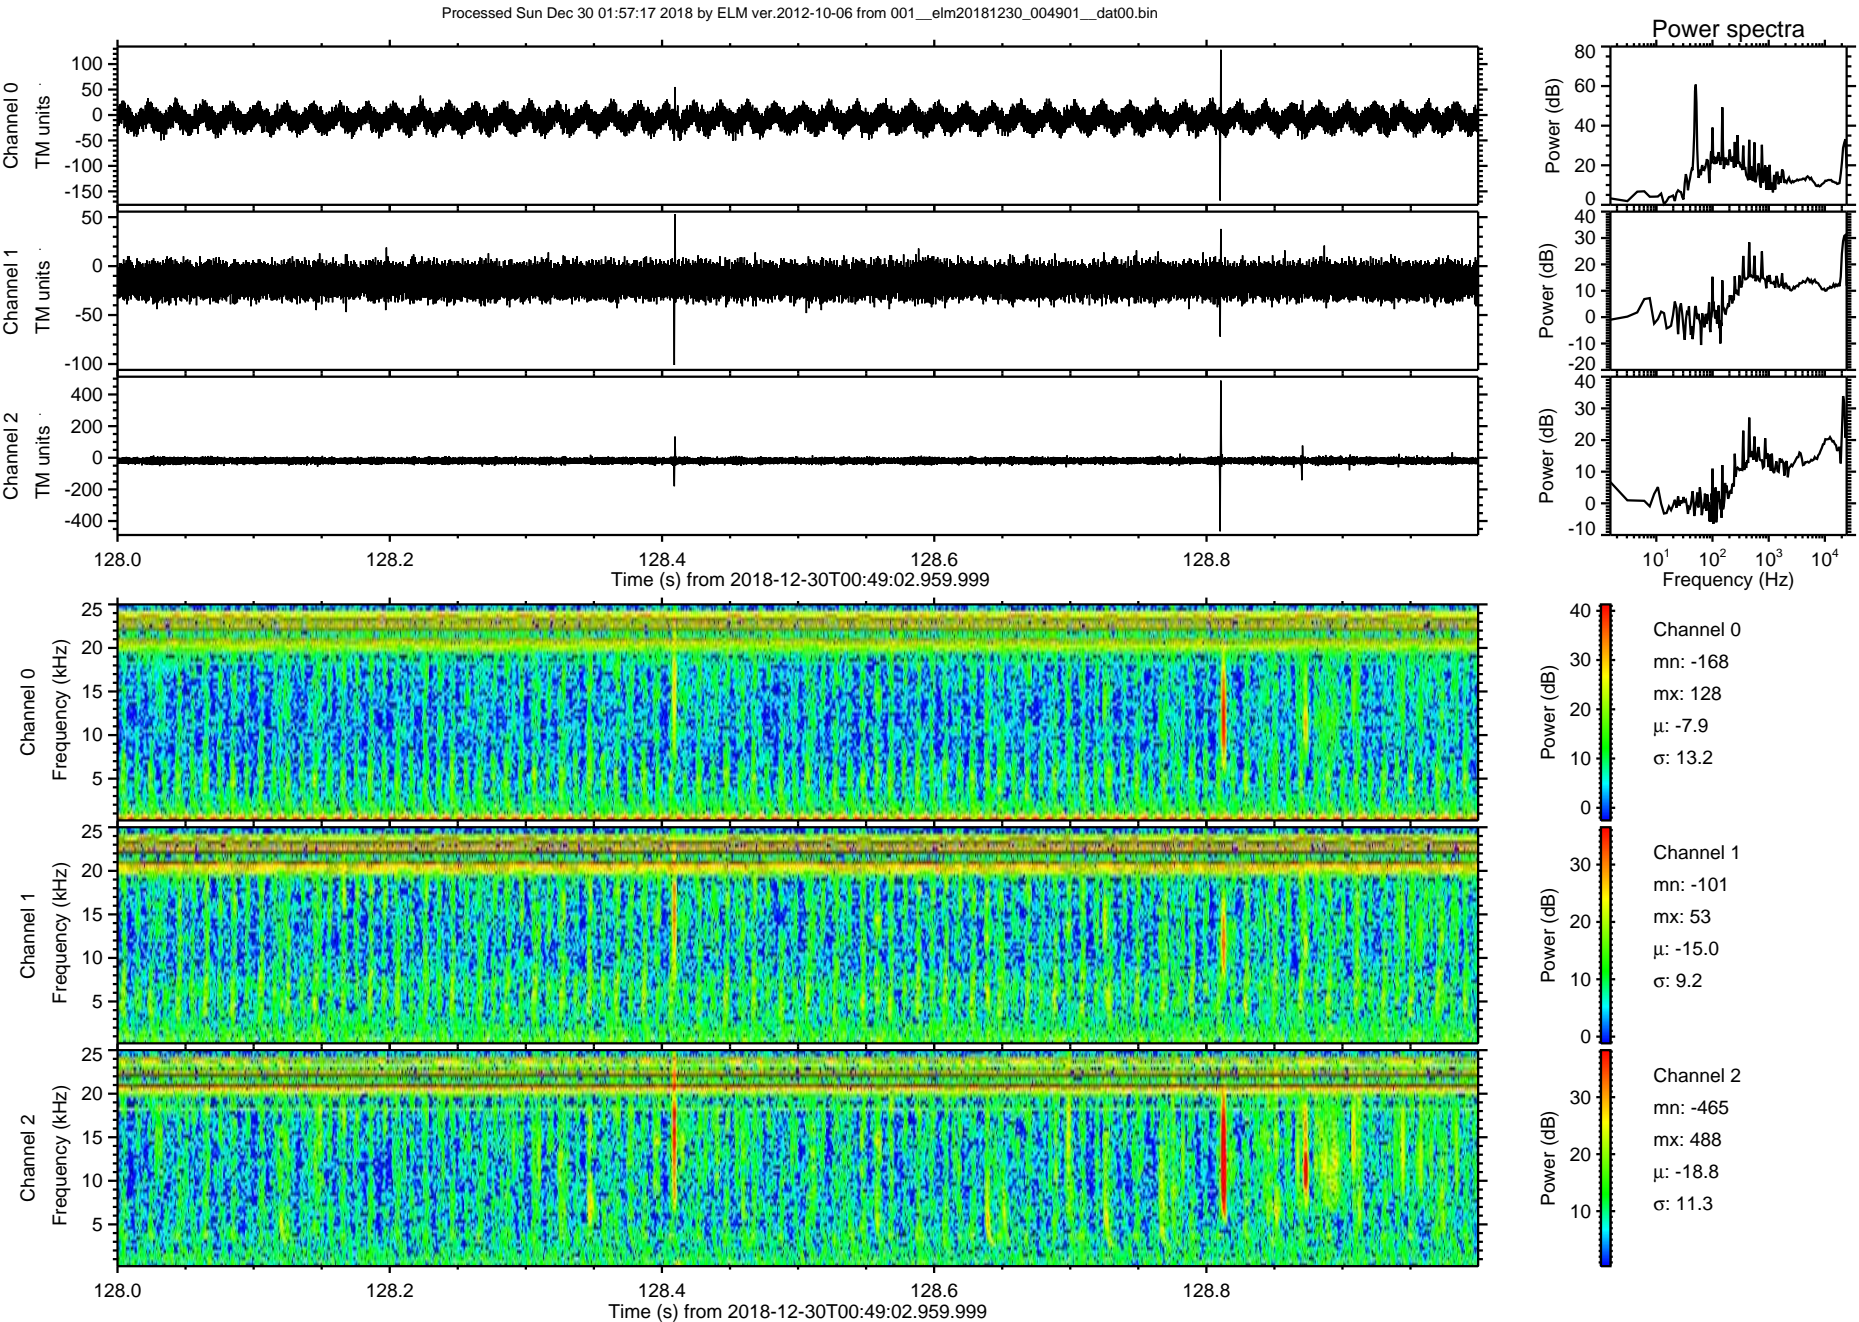 Processed Sun Dec 30 01:57:17 2018 by ELM ver.2012-10-06 from 001__elm20181230_004901__dat00.bin
Power spectra
Channel 0
TM units
100
50
0
-50
-100
-150
Power (dB)
80
60
40
20
0
Channel 1
TM units
50
0
-50
-100
Power (dB)
40
30
20
10
0
-10
-20
Channel 2
TM units
400
200
0
-200
-400
Power (dB)
40
30
20
10
0
-10
128.0 128.2 128.4 128.6 128.8
Time (s) from 2018-12-30T00:49:02.959.999
10^1 10^2 10^3 10^4
Frequency (Hz)
Channel 0
Frequency (kHz)
25
20
15
10
5
Power (dB)
40
30
20
10
0
Channel 0
mn: -168
mx: 128
μ: -7.9
σ: 13.2
Channel 1
Frequency (kHz)
25
20
15
10
5
Power (dB)
30
20
10
0
Channel 1
mn: -101
mx: 53
μ: -15.0
σ: 9.2
Channel 2
Frequency (kHz)
25
20
15
10
5
Power (dB)
30
20
10
Channel 2
mn: -465
mx: 488
μ: -18.8
σ: 11.3
128.0 128.2 128.4 128.6 128.8
Time (s) from 2018-12-30T00:49:02.959.999